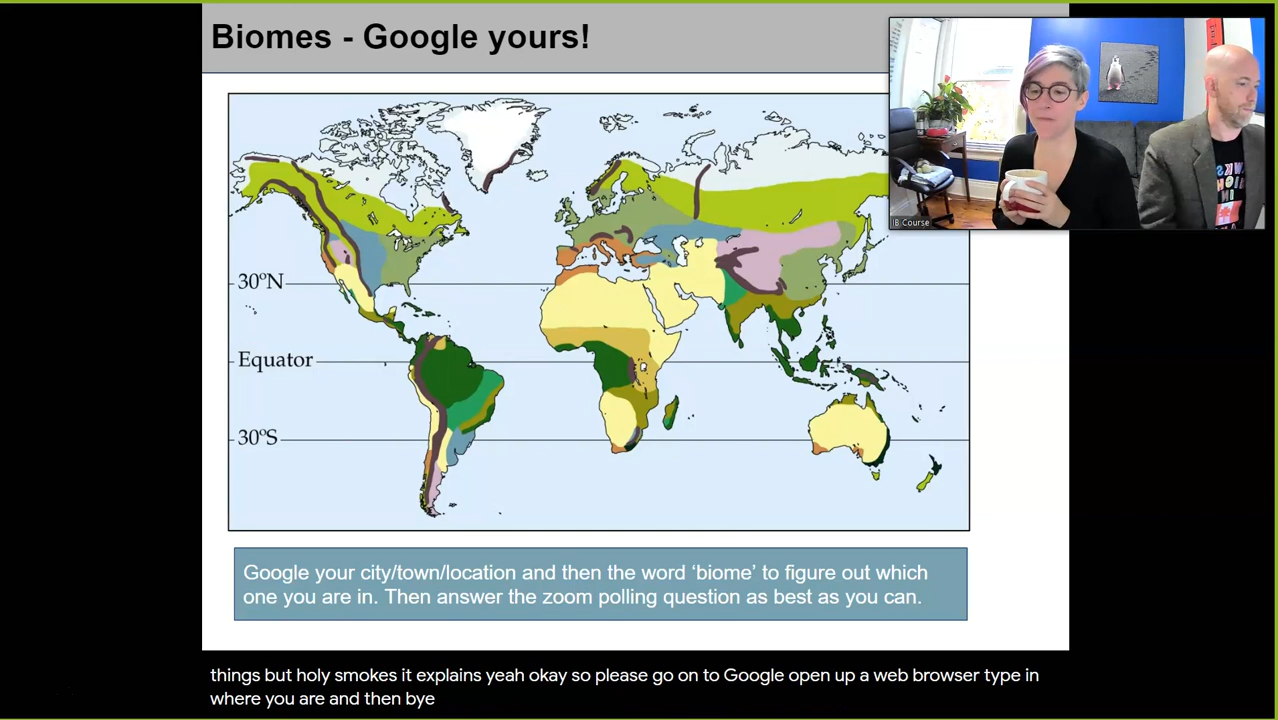 Biomes - Google yours!
30ºN
Equator
30ºS
IB Course
Google your city/town/location and then the word ‘biome’ to figure out which
one you are in. Then answer the zoom polling question as best as you can.
things but holy smokes it explains yeah okay so please go on to Google open up a web browser type in
where you are and then bye